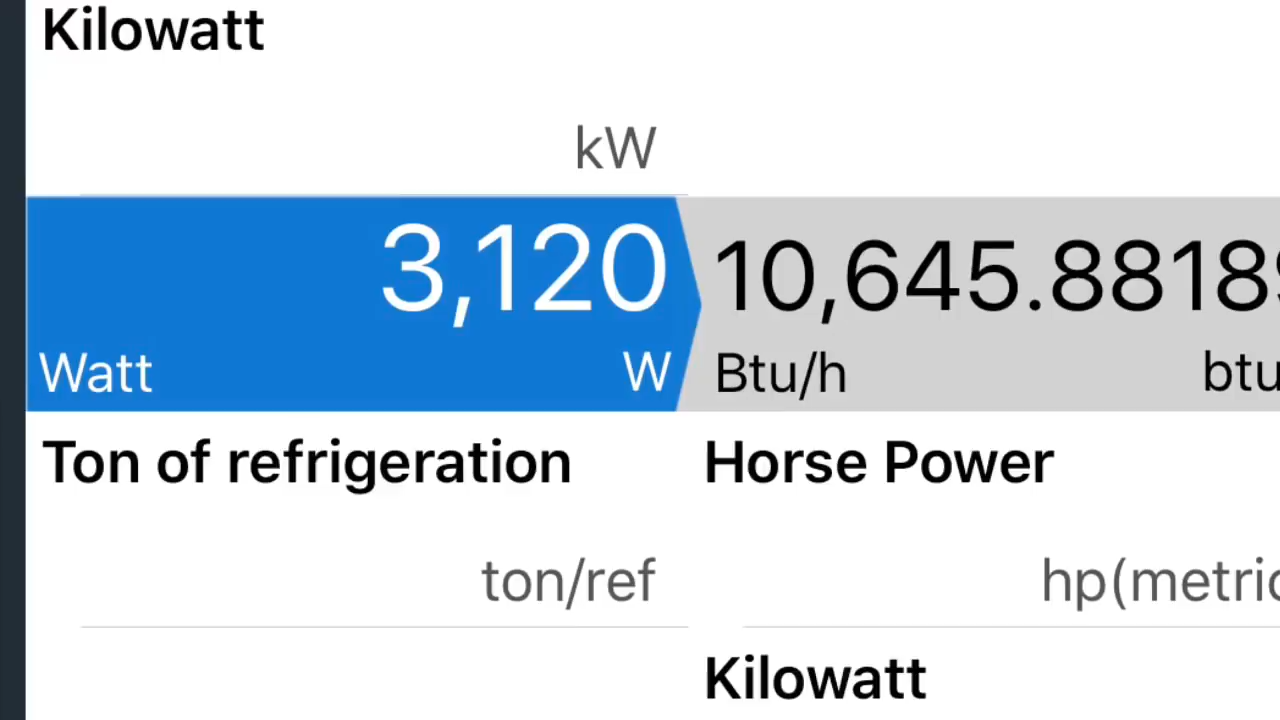 Kilowatt
kW
3,120 10,645.8818
Watt W Btu/h btu
Ton of refrigeration Horse Power
ton/ref hp(metric
Kilowatt